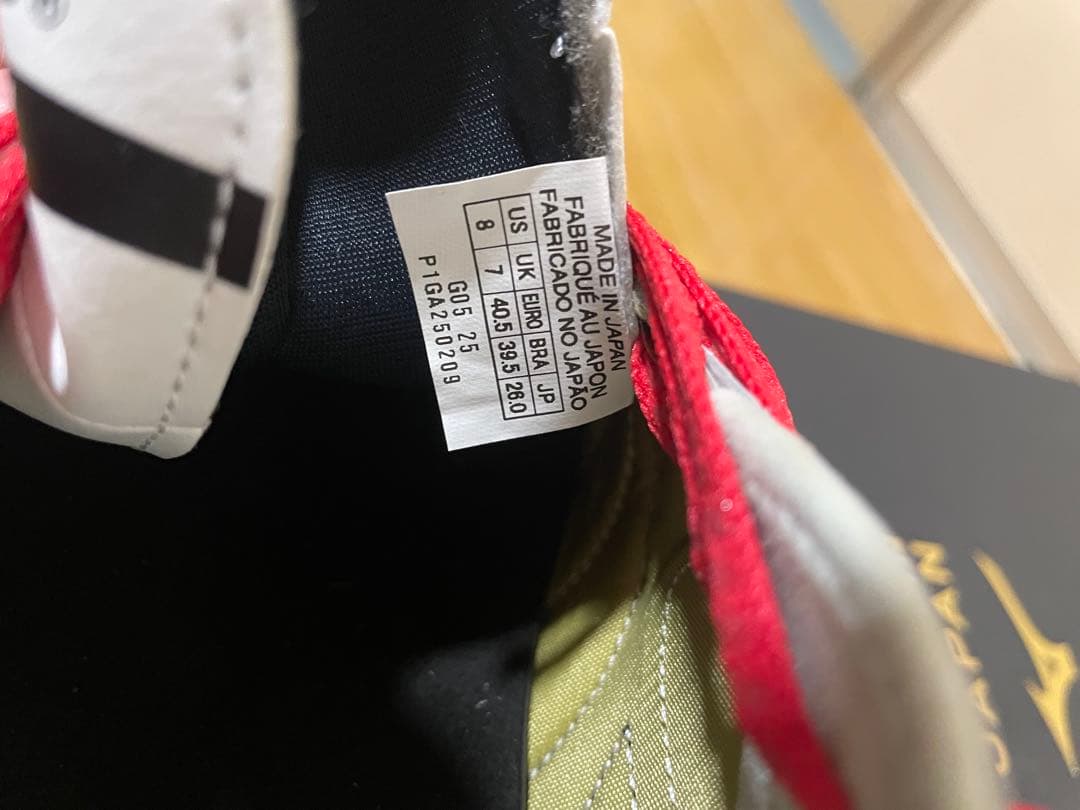 MADE IN JAPAN
FABRIQUÉ AU JAPON
FABRICADO NO JAPÃO
US UK EURO BRA JP
8 7 40.5 39.5 26.0
G05 25
P1GA250209
JAPAN